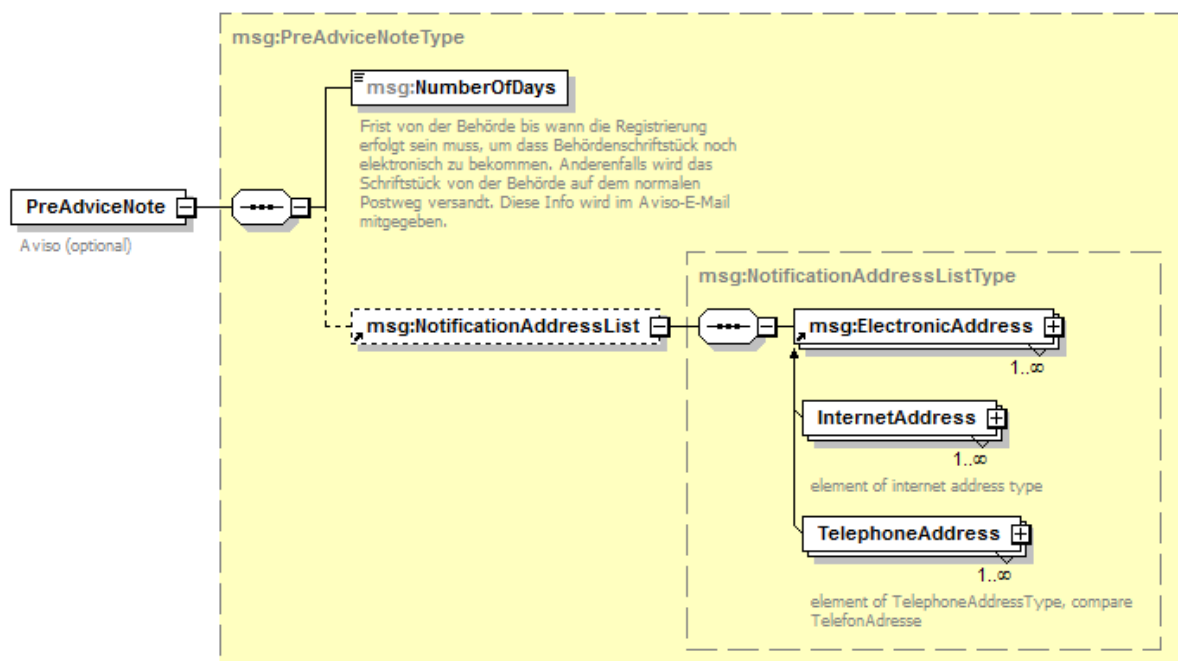 msg:PreAdviceNoteType
msg:NumberOfDays
Frist von der Behörde bis wann die Registrierung
erfolgt sein muss, um dass Behördenschriftstück noch
elektronisch zu bekommen. Anderenfalls wird das
Schriftstück von der Behörde auf dem normalen
Postweg versandt. Diese Info wird im Aviso-E-Mail
mitgegeben.
PreAdviceNote
Aviso (optional)
msg:NotificationAddressListType
msg:NotificationAddressList
msg:ElectronicAddress
1..∞
InternetAddress
1..∞
element of internet address type
TelephoneAddress
1..∞
element of TelephoneAddressType, compare
TelefonAdresse